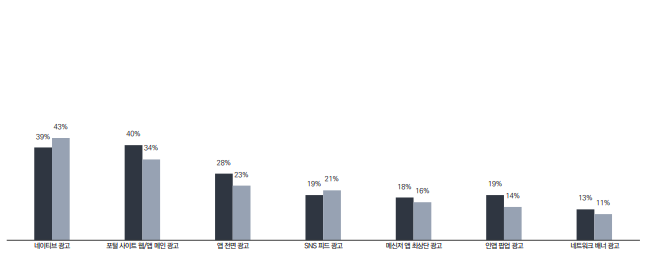 39% 43%
40% 34%
28% 23%
19% 21%
18% 16%
19% 14%
13% 11%
네이티브 광고
포털 사이트 웹/앱 메인 광고
앱 전면 광고
SNS 피드 광고
메신저 앱 최상단 광고
인앱 팝업 광고
네트워크 배너 광고